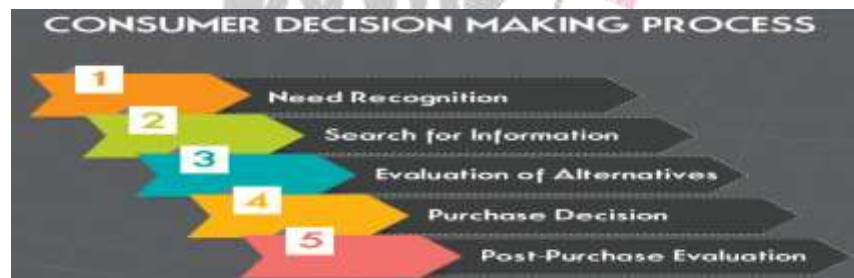 CONSUMER DECISION MAKING PROCESS
1
Need Recognition
2
Search for Information
3
Evaluation of Alternatives
4
Purchase Decision
5
Post-Purchase Evaluation